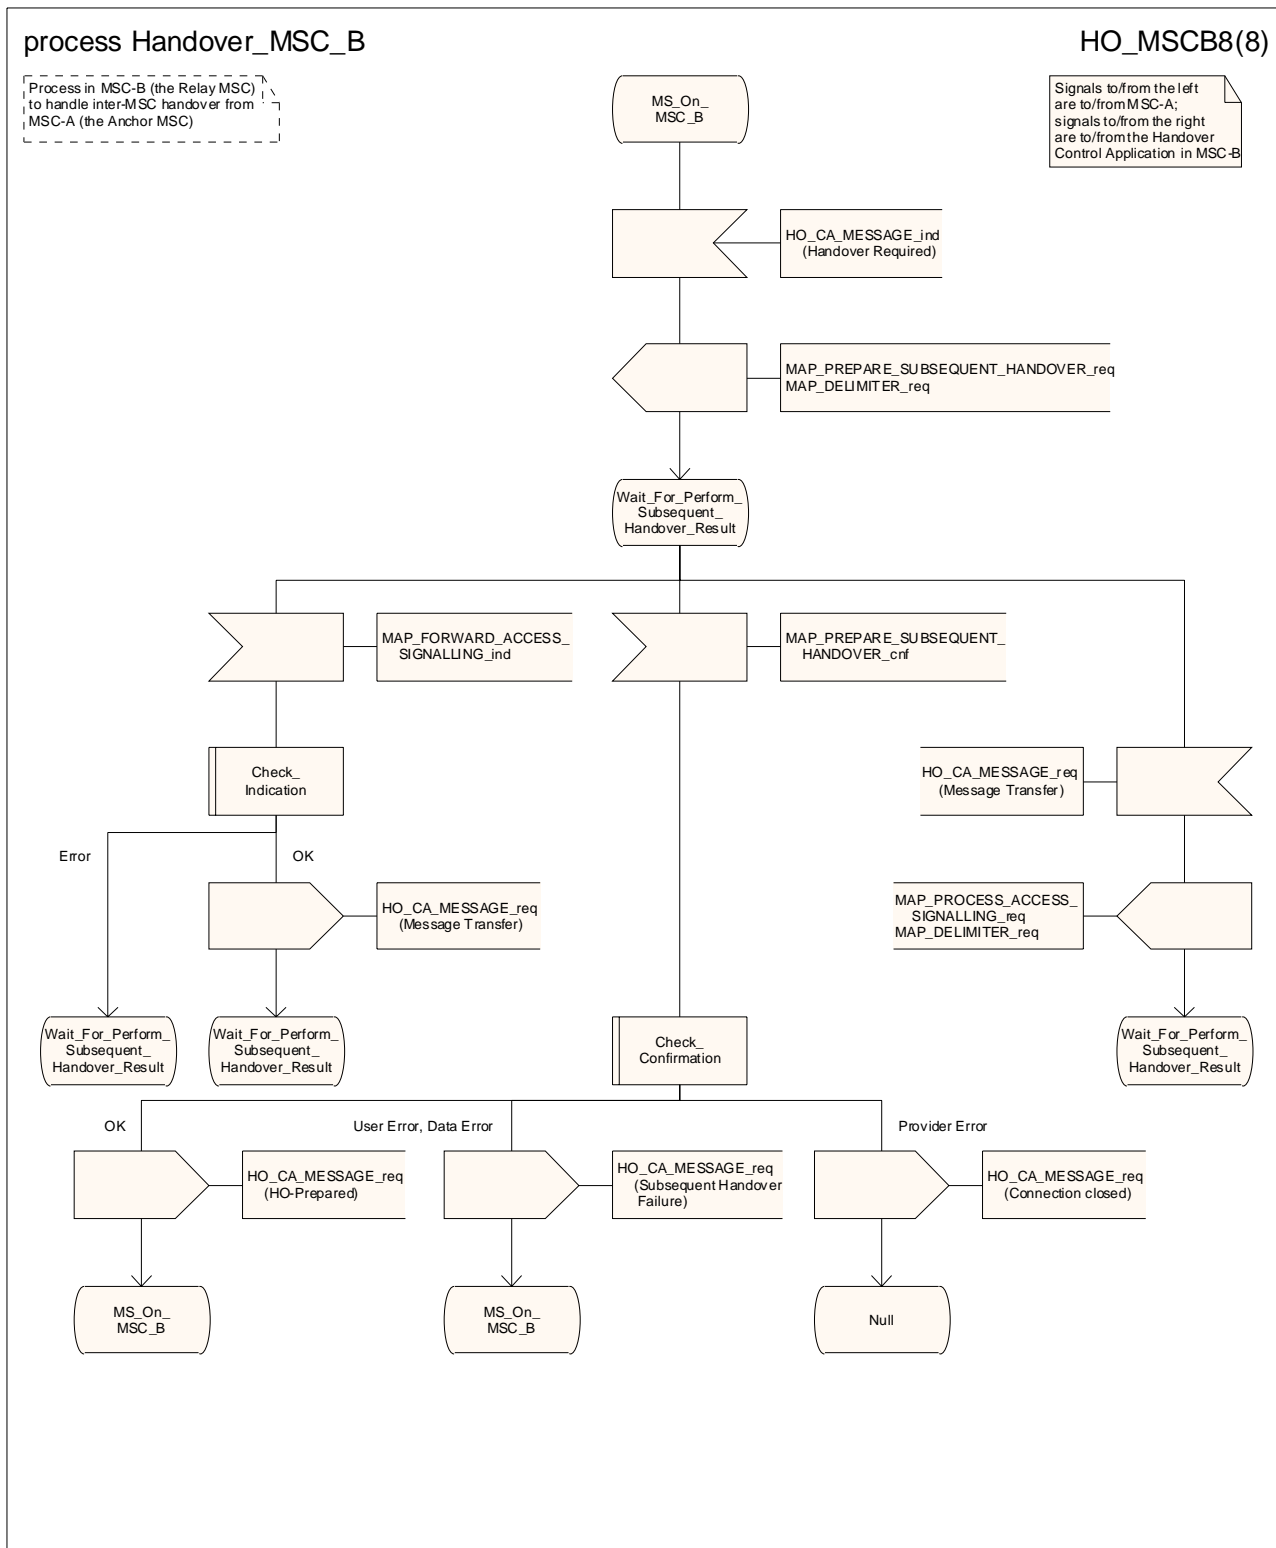 process Handover_MSC_B
HO_MSCB8(8)
Process in MSC-B (the Relay MSC)
to handle inter-MSC handover from
MSC-A (the Anchor MSC)
MS_On_
MSC_B
Signals to/from the left
are to/from MSC-A;
signals to/from the right
are to/from the Handover
Control Application in MSC-B
HO_CA_MESSAGE_ind
(Handover Required)
MAP_PREPARE_SUBSEQUENT_HANDOVER_req
MAP_DELIMITER_req
Wait_For_Perform_
Subsequent_
Handover_Result
MAP_FORWARD_ACCESS_
SIGNALLING_ind
MAP_PREPARE_SUBSEQUENT_
HANDOVER_cnf
Check_
Indication
HO_CA_MESSAGE_req
(Message Transfer)
Error
OK
HO_CA_MESSAGE_req
(Message Transfer)
MAP_PROCESS_ACCESS_
SIGNALLING_req
MAP_DELIMITER_req
Wait_For_Perform_
Subsequent_
Handover_Result
Wait_For_Perform_
Subsequent_
Handover_Result
Check_
Confirmation
Wait_For_Perform_
Subsequent_
Handover_Result
OK
User Error, Data Error
Provider Error
HO_CA_MESSAGE_req
(HO-Prepared)
HO_CA_MESSAGE_req
(Subsequent Handover
Failure)
HO_CA_MESSAGE_req
(Connection closed)
MS_On_
MSC_B
MS_On_
MSC_B
Null